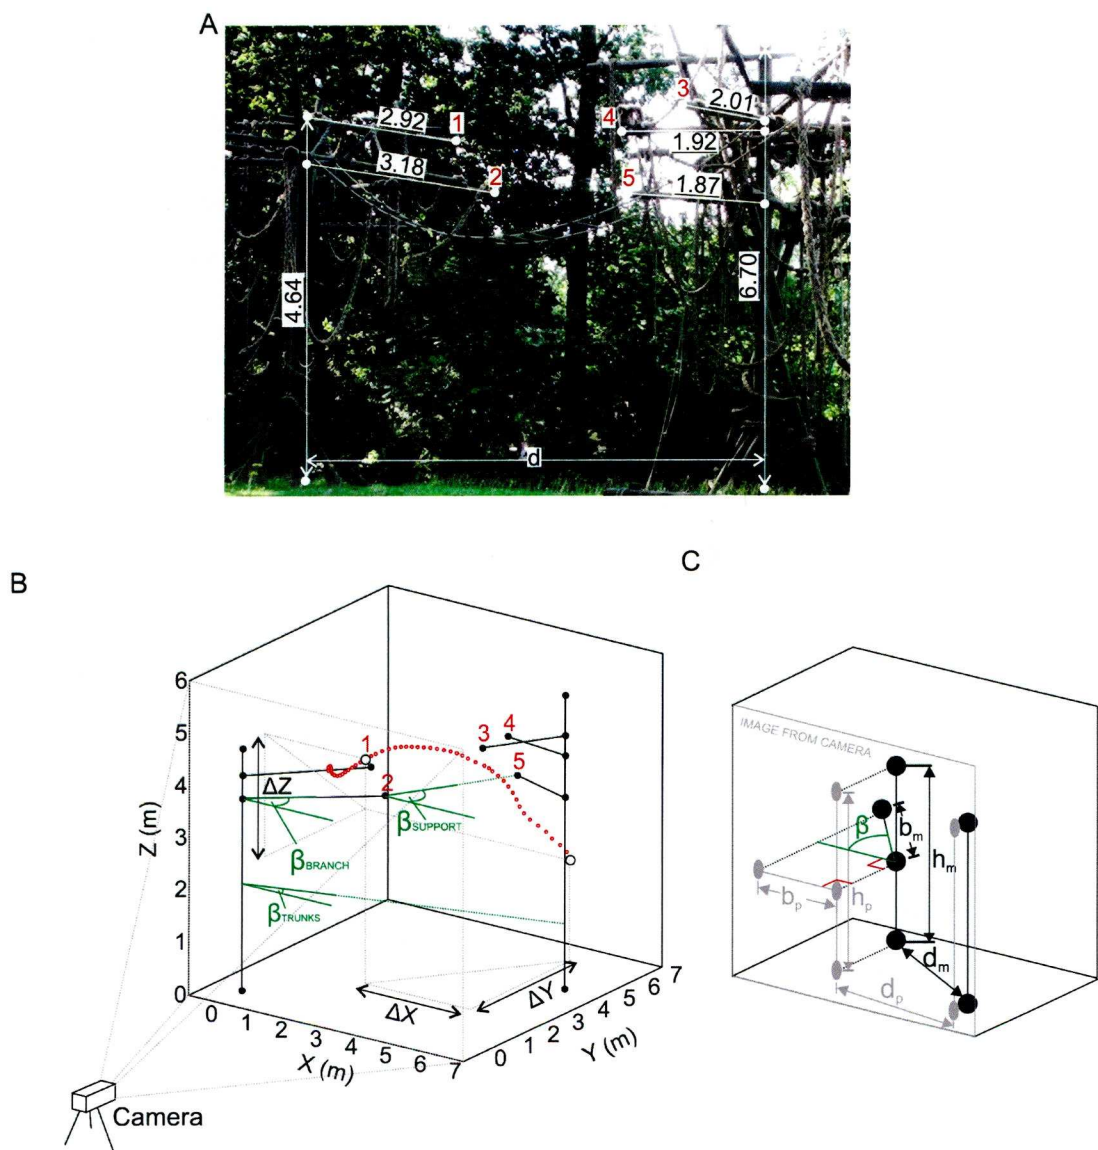 A
2.92
1
3
2.01
4
1.92
3.18
2
5
1.87
4.64
6.70
d
B
C
6
5
4
3
2
1
0
Z (m)
1
2
3
4
5
ΔZ
βBRANCH
βSUPPORT
βTRUNKS
ΔX
ΔY
0
1
2
3
4
5
6
7
X (m)
0
1
2
3
4
5
6
7
Y (m)
Camera
IMAGE FROM CAMERA
β
bm
hm
bp
hp
dm
dp